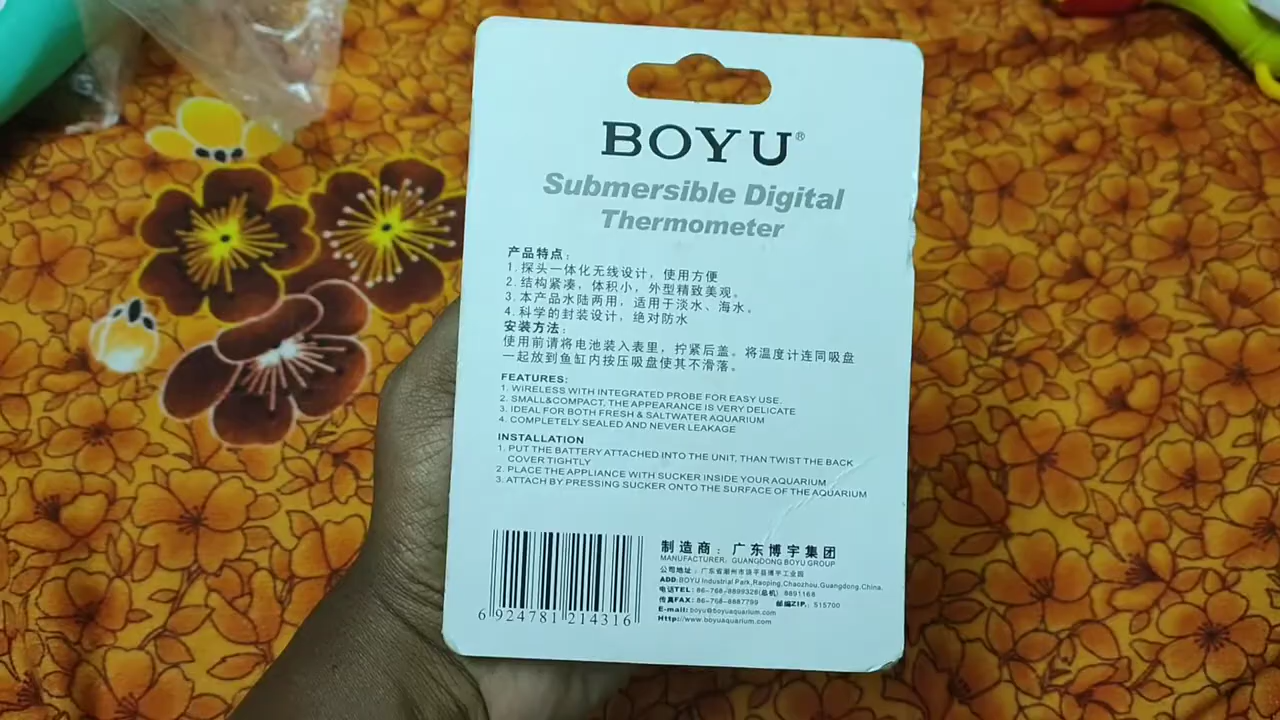 BOYU®
Submersible Digital
Thermometer
产品特点：
1. 探头一体化无线设计，使用方便
2. 结构紧凑，体积小，外型精致美观。
3. 本产品水陆两用，适用于淡水、海水。
4. 科学的封装设计，绝对防水
安装方法：
使用前请将电池装入表里，拧紧后盖。将温度计连同吸盘
一起放到鱼缸内按压吸盘使其不滑落。
FEATURES:
1. WIRELESS WITH INTEGRATED PROBE FOR EASY USE.
2. SMALL&COMPACT, THE APPEARANCE IS VERY DELICATE
3. IDEAL FOR BOTH FRESH & SALTWATER AQUARIUM
4. COMPLETELY SEALED AND NEVER LEAKAGE
INSTALLATION
1. PUT THE BATTERY ATTACHED INTO THE UNIT, THAN TWIST THE BACK
COVER TIGHTLY
2. PLACE THE APPLIANCE WITH SUCKER INSIDE YOUR AQUARIUM
3. ATTACH BY PRESSING SUCKER ONTO THE SURFACE OF THE AQUARIUM
6 924781 214316
制造商：广东博宇集团
MANUFACTURER: GUANGDONG BOYU GROUP
公司地址：广东省潮州市饶平县博宇工业园
ADD:BOYU Industrial Park,Raoping,Chaozhou,Guangdong,China.
电话TEL：86-768-8899328(总机) 8891168
传真FAX：86-768-8887799 邮编ZIP.：515700
E-mail: boyu@boyuaquarium.com
Http://www.boyuaquarium.com